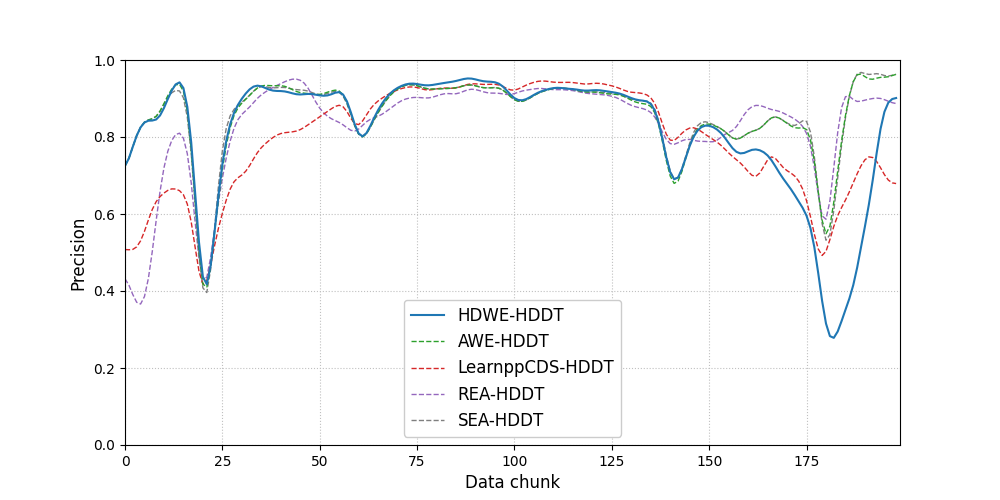 1.0
0.8
0.6
0.4
0.2
0.0
Precision
HDWE-HDDT
AWE-HDDT
LearnppCDS-HDDT
REA-HDDT
SEA-HDDT
0 25 50 75 100 125 150 175
Data chunk